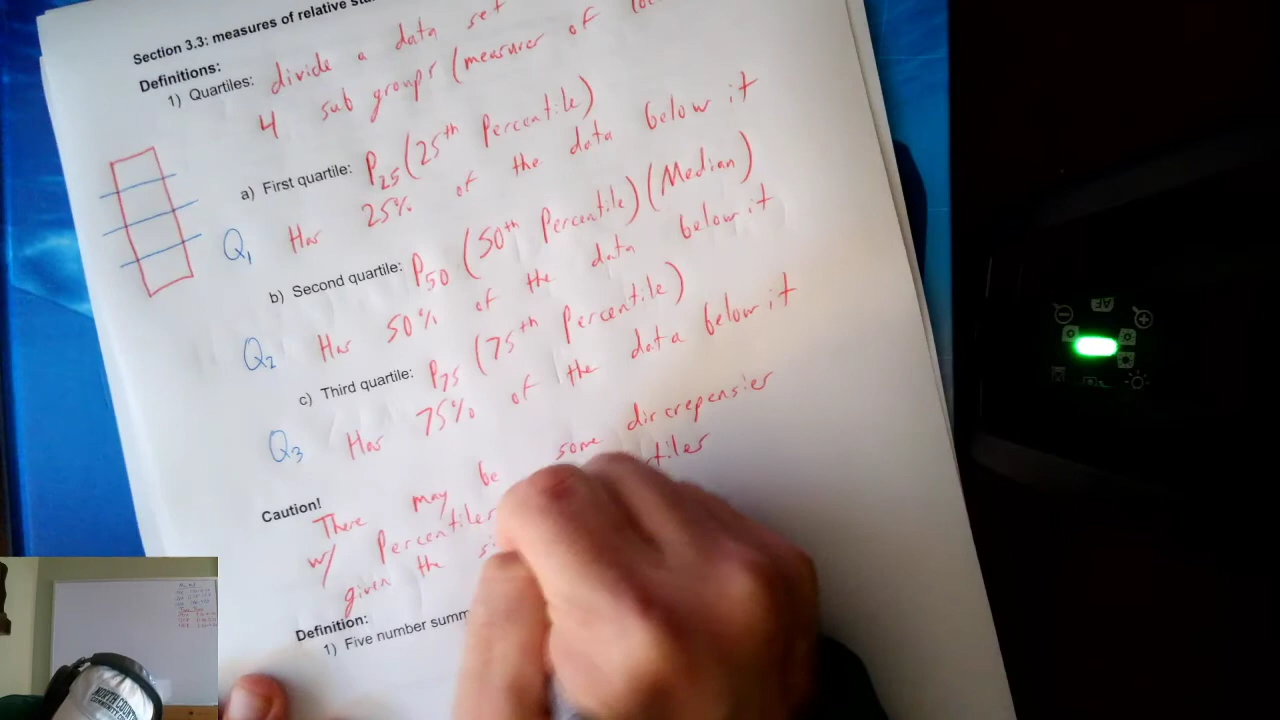 Section 3.3: measures of relative
Definitions:
1) Quartiles: divide a data set
4 sub groups (measures of
a) First quartile: P25 (25th Percentile)
Q1 Has 25% of the data below it
b) Second quartile: P50 (50th Percentile) (Median)
Q2 Has 50% of the data below it
c) Third quartile: P75 (75th Percentile)
Q3 Has 75% of the data below it
Caution!
There may be some discrepensies
w/ Percentiles tiles
given the
Definition:
1) Five number summ
NORTH COUN